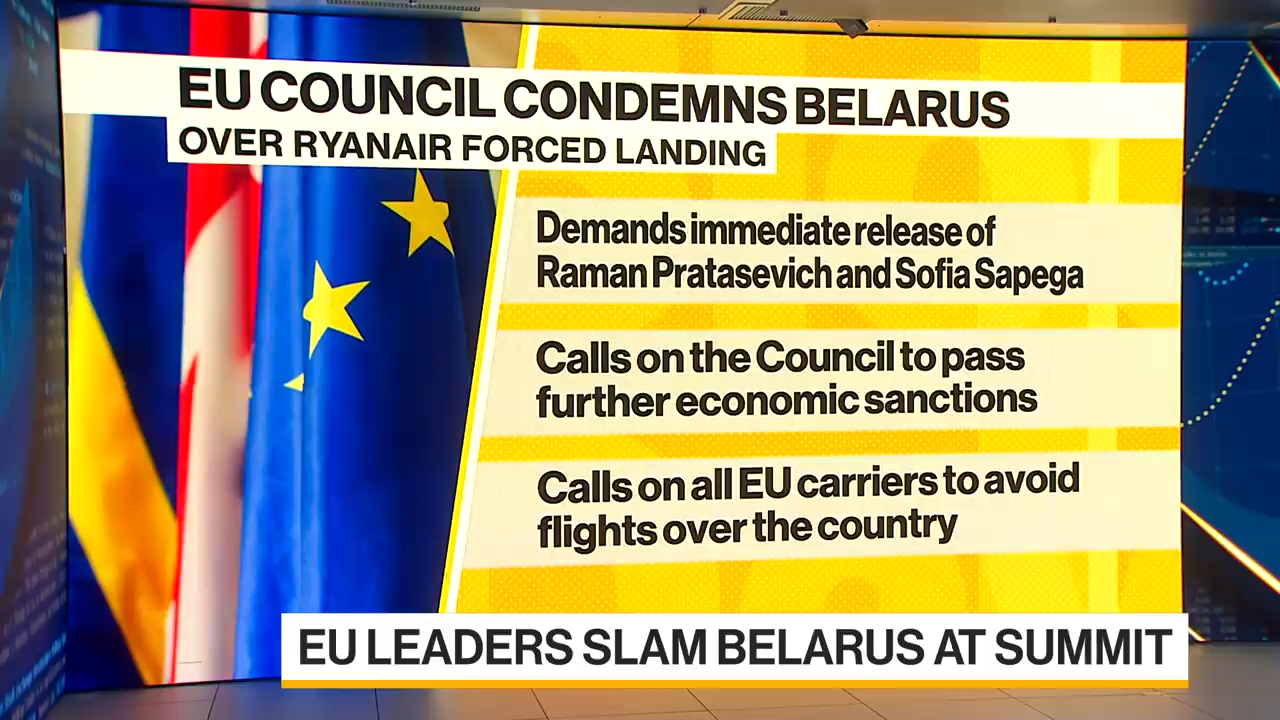 EU COUNCIL CONDEMNS BELARUS
OVER RYANAIR FORCED LANDING
Demands immediate release of
Raman Pratasevich and Sofia Sapega
Calls on the Council to pass
further economic sanctions
Calls on all EU carriers to avoid
flights over the country
EU LEADERS SLAM BELARUS AT SUMMIT